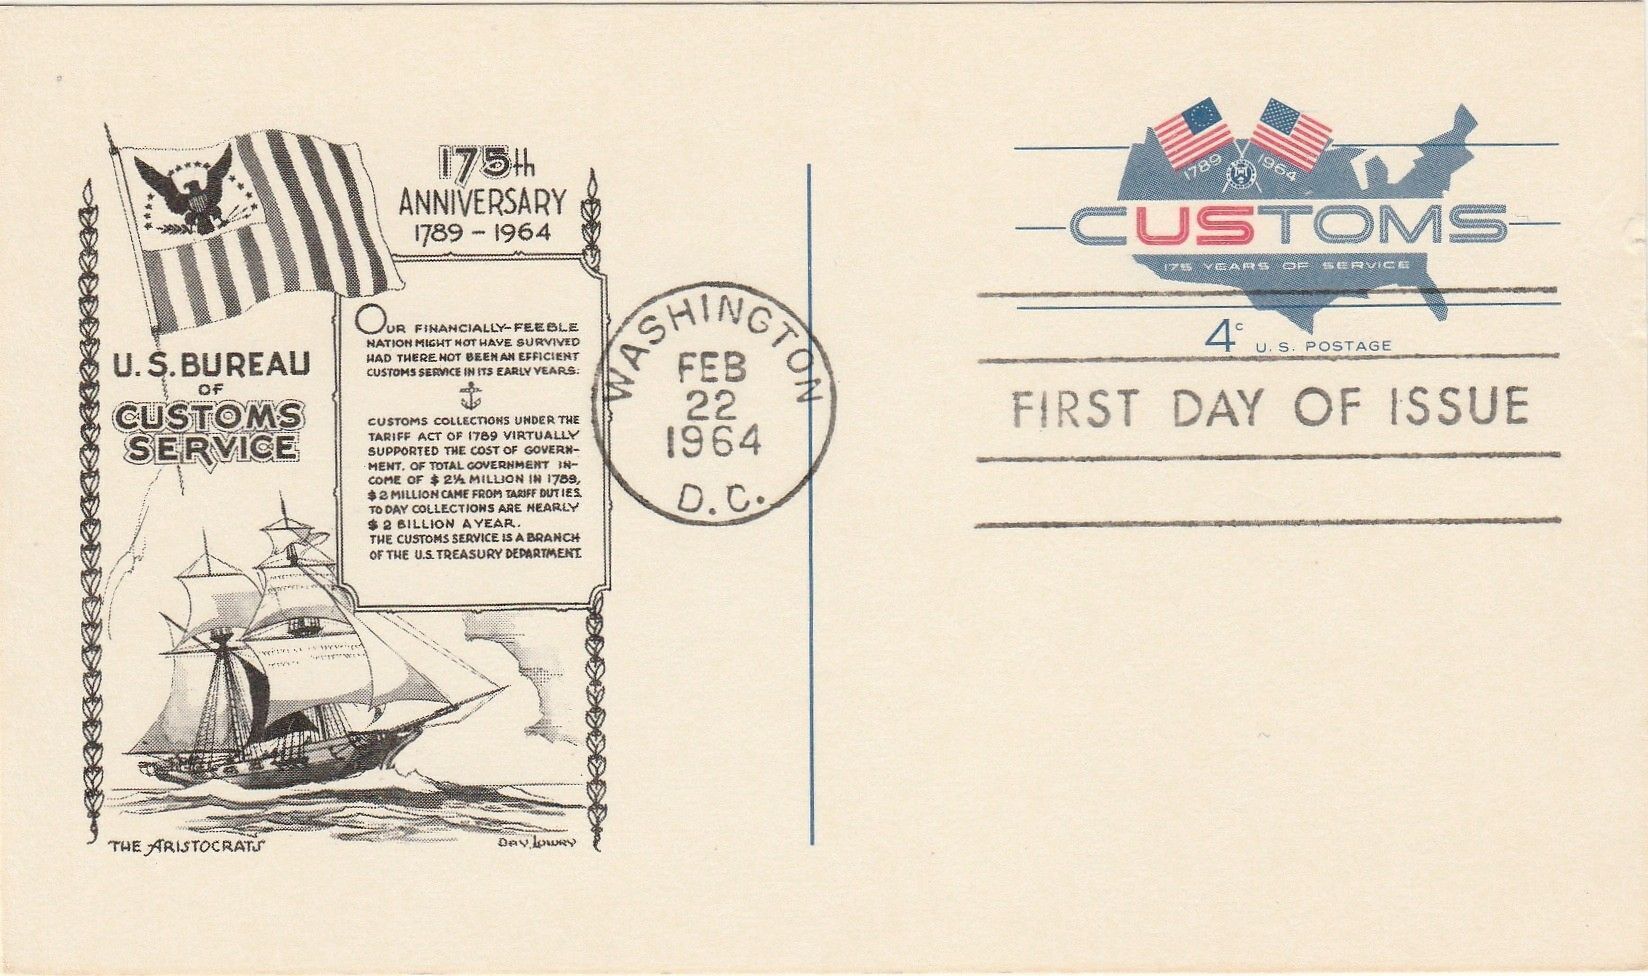 175th
ANNIVERSARY
1789 - 1964
OUR FINANCIALLY-FEEBLE
NATION MIGHT NOT HAVE SURVIVED
HAD THERE NOT BEEN AN EFFICIENT
CUSTOMS SERVICE IN ITS EARLY YEARS.
CUSTOMS COLLECTIONS UNDER THE
TARIFF ACT OF 1789 VIRTUALLY
SUPPORTED THE COST OF GOVERN-
MENT. OF TOTAL GOVERNMENT IN-
COME OF $ 2½ MILLION IN 1789,
$ 2 MILLION CAME FROM TARIFF DUTIES.
TO DAY COLLECTIONS ARE NEARLY
$ 2 BILLION A YEAR.
THE CUSTOMS SERVICE IS A BRANCH
OF THE U.S. TREASURY DEPARTMENT.
U.S. BUREAU
OF
CUSTOMS
SERVICE
THE ARISTOCRATS
DAY LOWRY
WASHINGTON
FEB
22
1964
D.C.
1789 1964
CUSTOMS
175 YEARS OF SERVICE
4c U.S. POSTAGE
FIRST DAY OF ISSUE